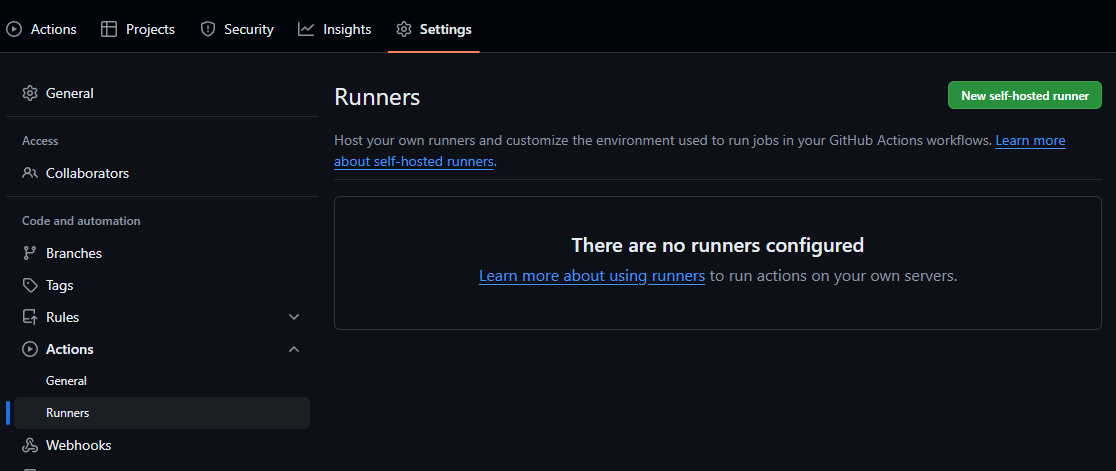 Actions Projects Security Insights Settings
General
Access
Collaborators
Code and automation
Branches
Tags
Rules
Actions
General
Runners
Webhooks
Runners
New self-hosted runner
Host your own runners and customize the environment used to run jobs in your GitHub Actions workflows. Learn more
about self-hosted runners.
There are no runners configured
Learn more about using runners to run actions on your own servers.